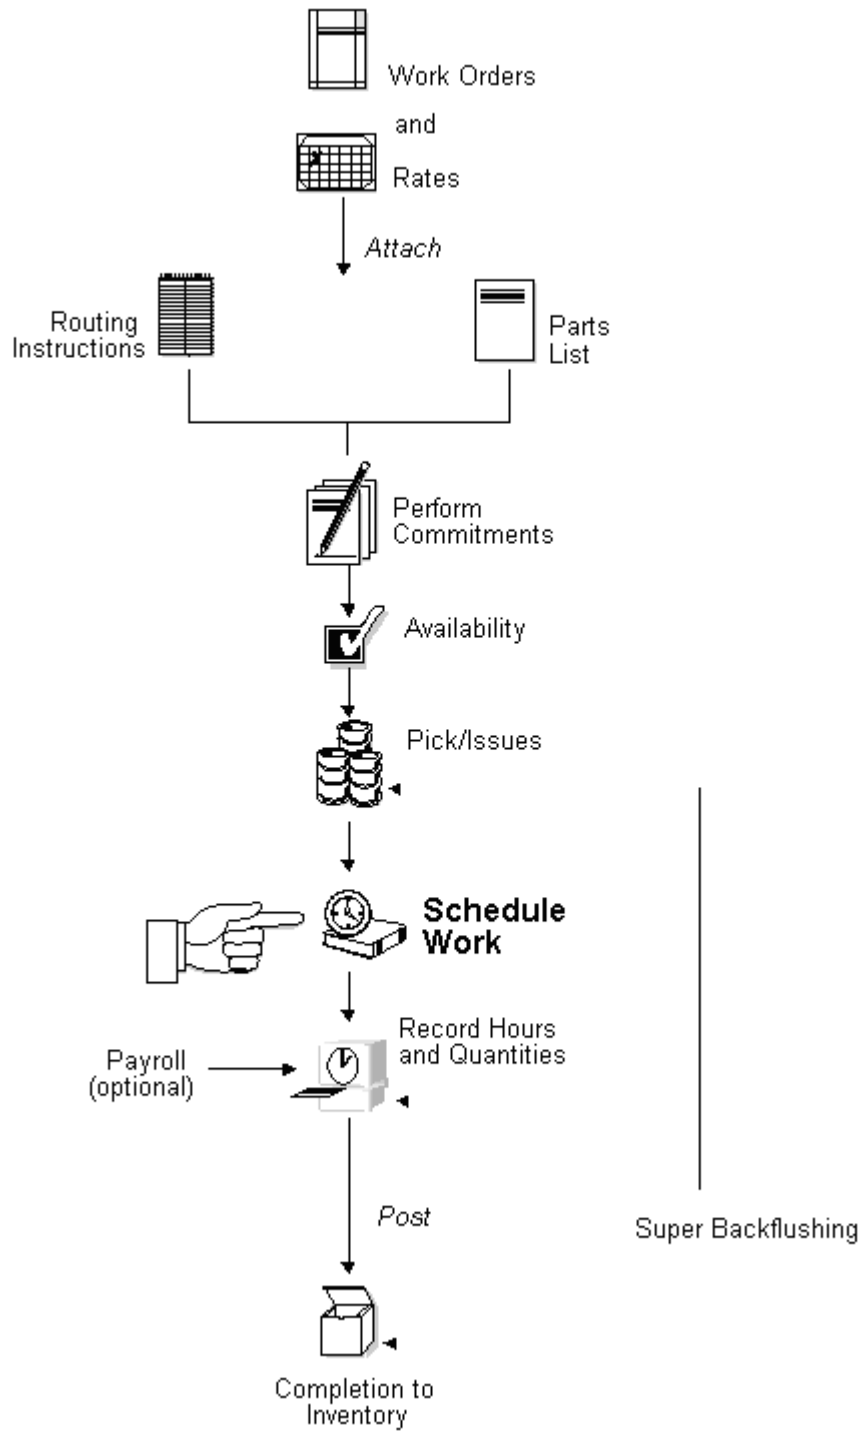 Work Orders
and
Rates
Attach
Routing
Instructions
Parts
List
Perform
Commitments
Availability
Pick/Issues
Schedule
Work
Record Hours
and Quantities
Payroll
(optional)
Post
Super Backflushing
Completion to
Inventory